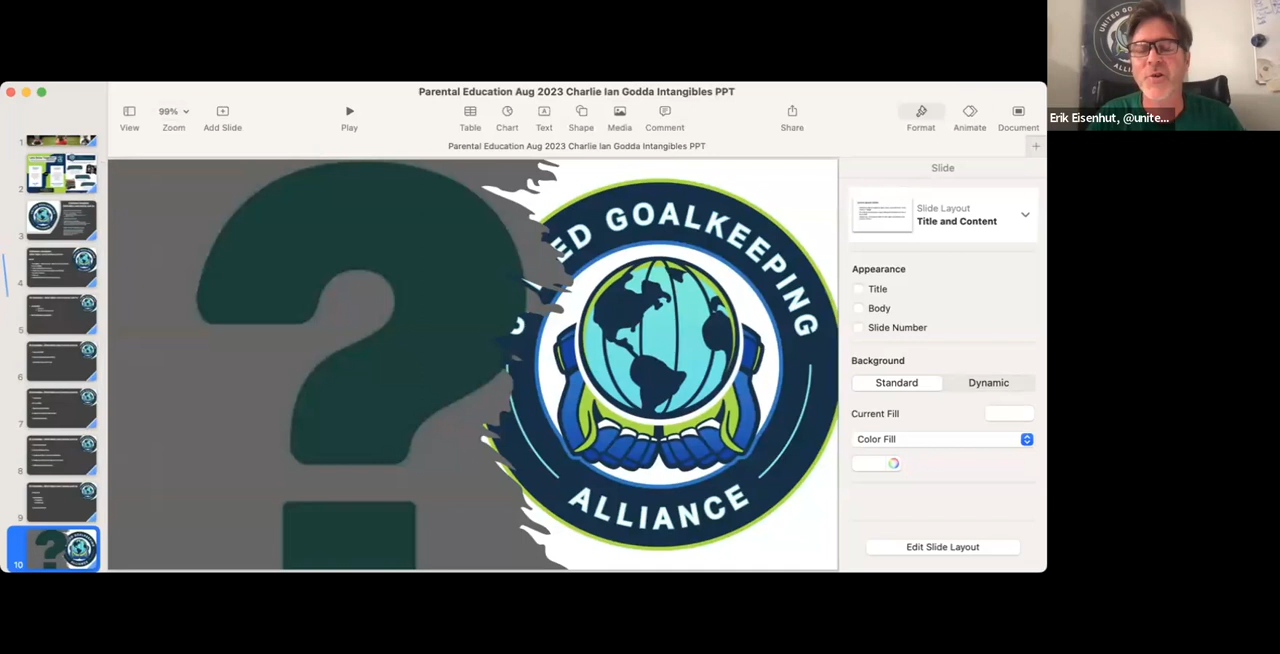 Parental Education Aug 2023 Charlie Ian Godda Intangibles PPT
99%
View
Zoom
Add Slide
Play
Table
Chart
Text
Shape
Media
Comment
Share
Format
Animate
Document
Parental Education Aug 2023 Charlie Ian Godda Intangibles PPT
+
1
2
3
4
5
6
7
8
9
10
?
ED GOALKEEPING
ALLIANCE
Slide
Slide Layout
Title and Content
Appearance
Title
Body
Slide Number
Background
Standard
Dynamic
Current Fill
Color Fill
Edit Slide Layout
UNITED GO
ALLIA
Erik Eisenhut, @unite...